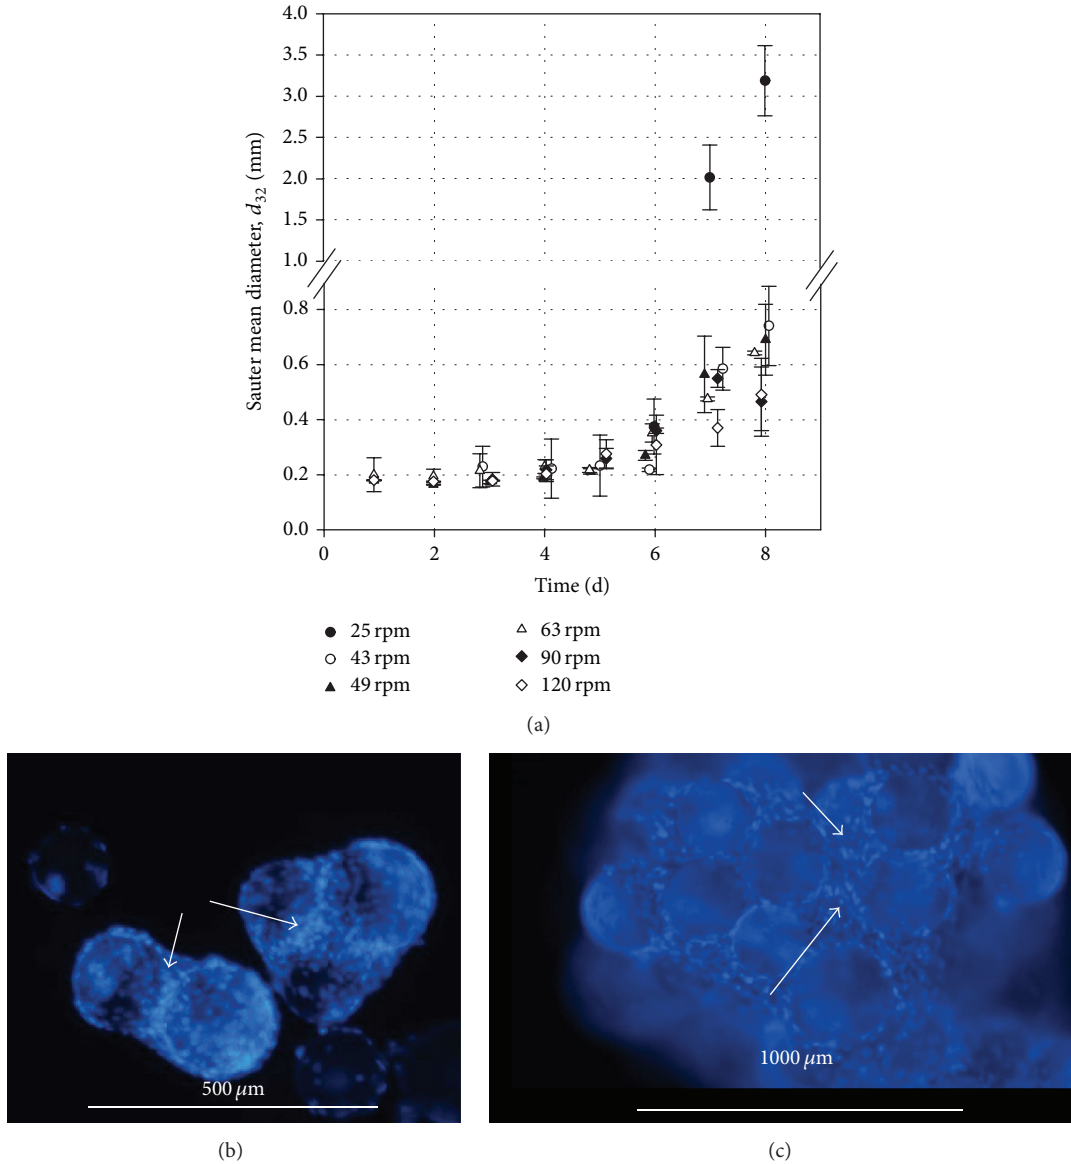 4.0
3.5
3.0
2.5
2.0
1.5
1.0
0.8
0.6
0.4
0.2
0.0
Sauter mean diameter, d32 (mm)
0 2 4 6 8
Time (d)
25 rpm
43 rpm
49 rpm
63 rpm
90 rpm
120 rpm
(a)
500 μm
(b)
1000 μm
(c)